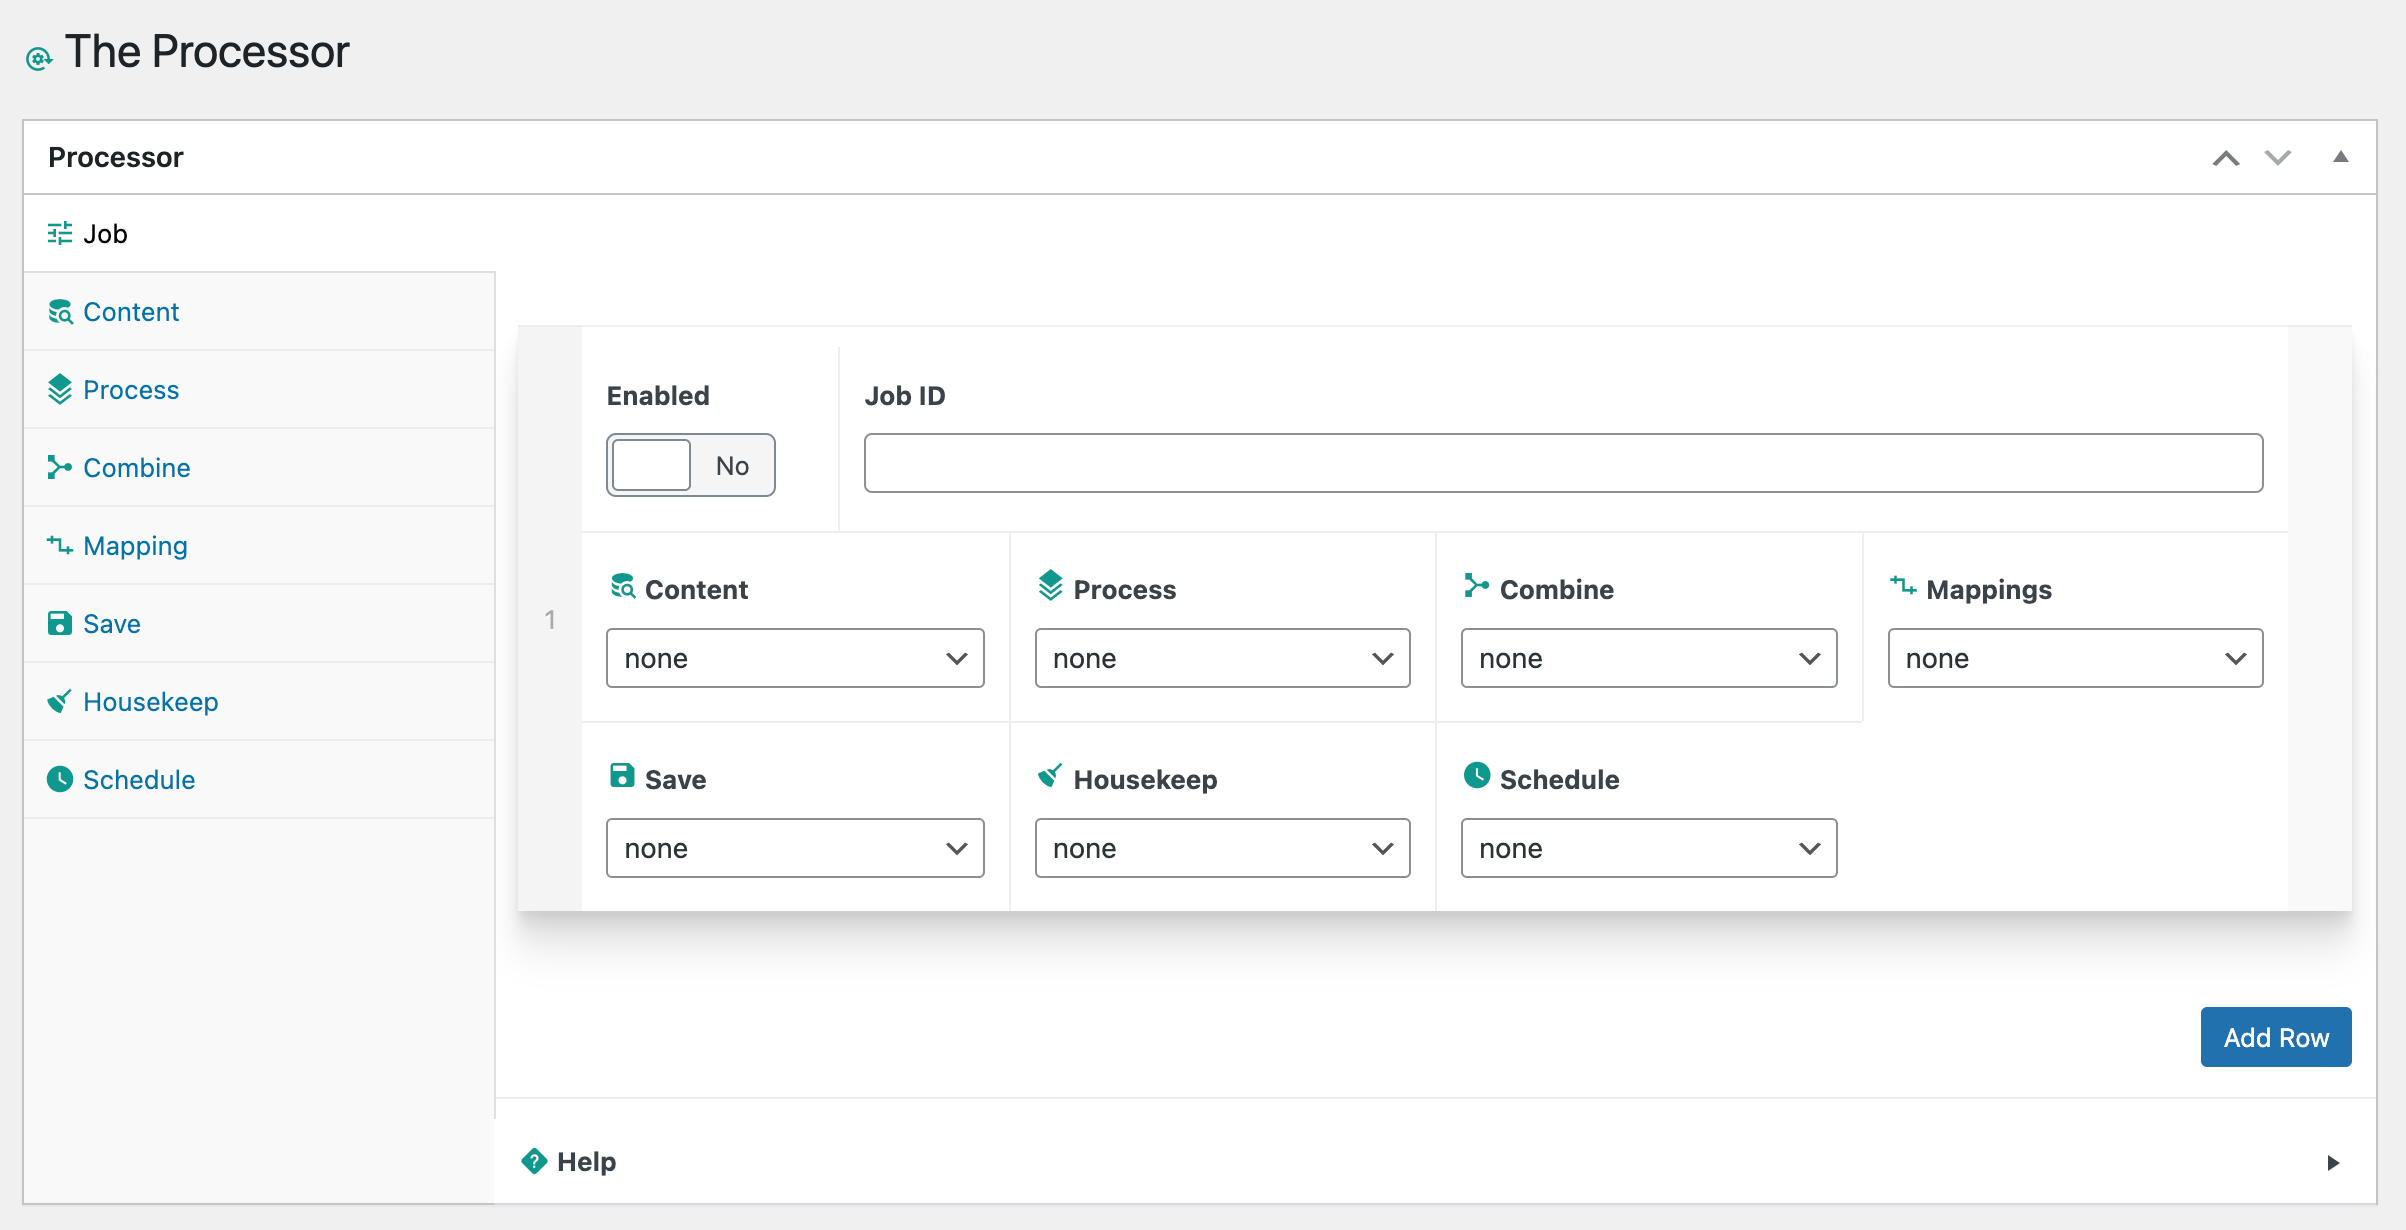 The Processor
Processor
Job
Content
Process
Combine
Mapping
Save
Housekeep
Schedule
1
Enabled
Job ID
No
Content
Process
Combine
Mappings
none
none
none
none
Save
Housekeep
Schedule
none
none
none
Add Row
? Help